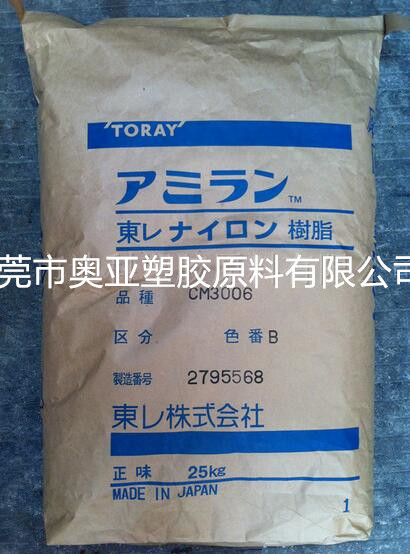 TORAY
アミラン™
東レ ナイロン 樹脂
莞市奥亚塑胶原料有限公司
品種 CM3006
区分 色番B
製造番号 2795568
東レ株式会社
正味 25kg
MADE IN JAPAN
1